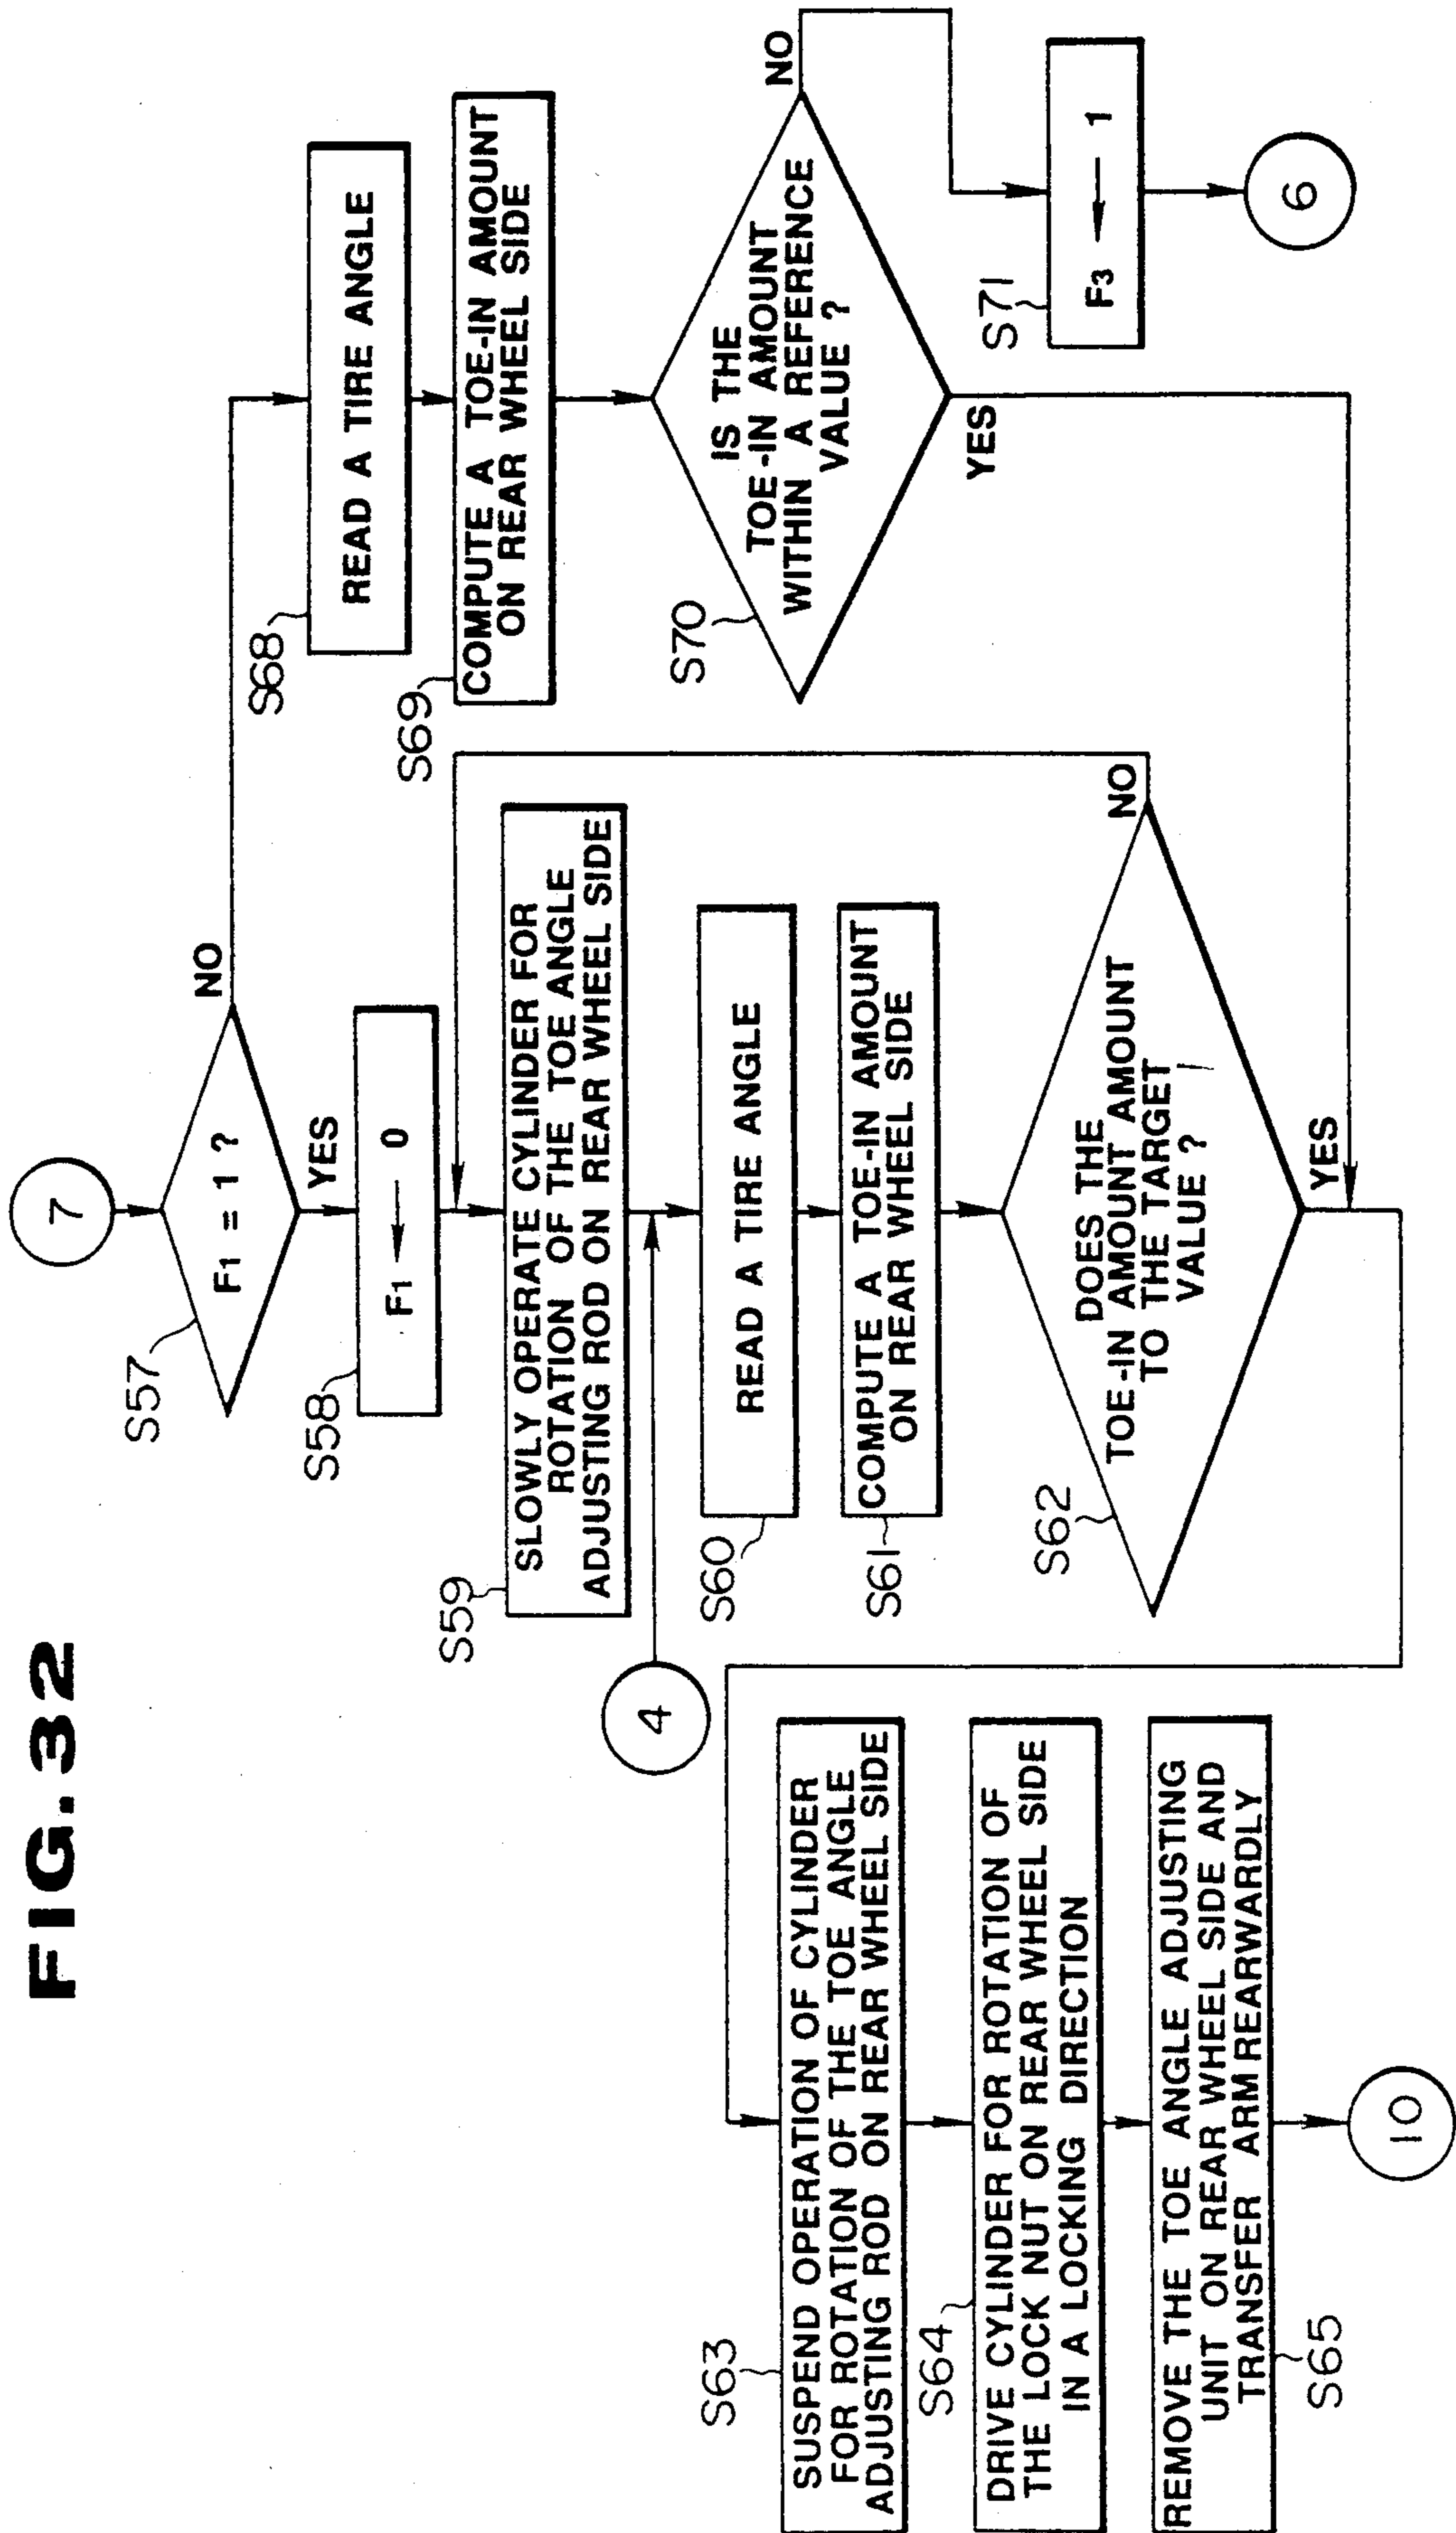 FIG.32
7
S57
F1 = 1 ?
NO
YES
S58
F1 ← 0
S59
SLOWLY OPERATE CYLINDER FOR
ROTATION OF THE TOE ANGLE
ADJUSTING ROD ON REAR WHEEL SIDE
4
S60
READ A TIRE ANGLE
S61
COMPUTE A TOE-IN AMOUNT
ON REAR WHEEL SIDE
S62
DOES THE
TOE-IN AMOUNT AMOUNT
TO THE TARGET
VALUE ?
NO
YES
S63
SUSPEND OPERATION OF CYLINDER
FOR ROTATION OF THE TOE ANGLE
ADJUSTING ROD ON REAR WHEEL SIDE
S64
DRIVE CYLINDER FOR ROTATION OF
THE LOCK NUT ON REAR WHEEL SIDE
IN A LOCKING DIRECTION
S65
REMOVE THE TOE ANGLE ADJUSTING
UNIT ON REAR WHEEL SIDE AND
TRANSFER ARM REARWARDLY
10
S68
READ A TIRE ANGLE
S69
COMPUTE A TOE-IN AMOUNT
ON REAR WHEEL SIDE
S70
IS THE
TOE-IN AMOUNT
WITHIN A REFERENCE
VALUE ?
NO
YES
S71
F3 ← 1
6